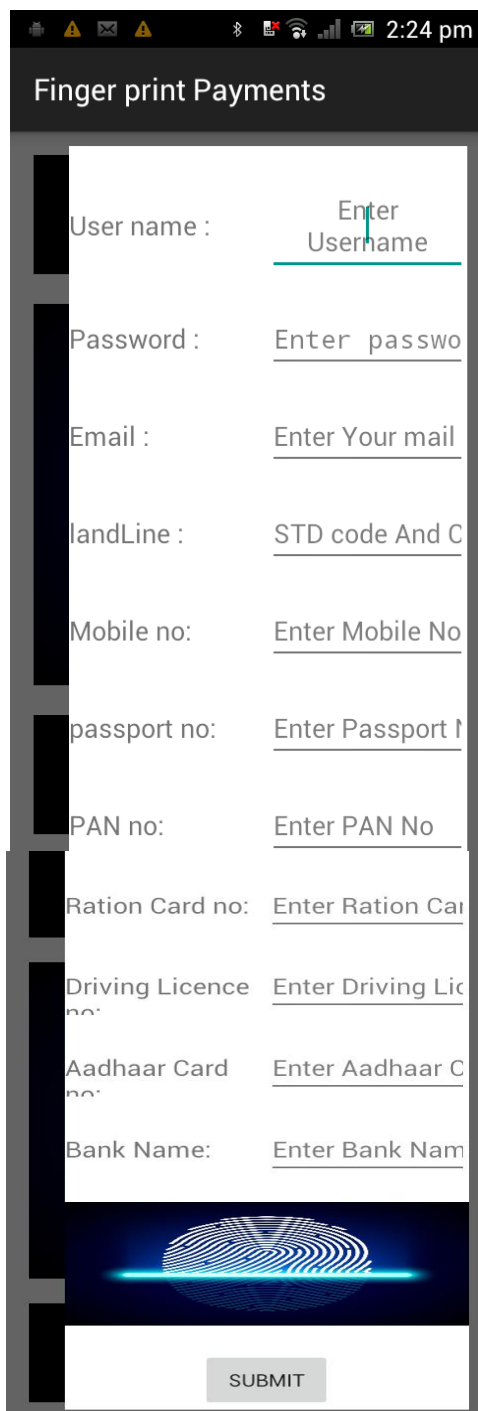 2:24 pm
Finger print Payments
User name :
Enter
Username
Password :
Enter passwo
Email :
Enter Your mail
landLine :
STD code And C
Mobile no:
Enter Mobile No
passport no:
Enter Passport N
PAN no:
Enter PAN No
Ration Card no:
Enter Ration Car
Driving Licence
no:
Enter Driving Lic
Aadhaar Card
no:
Enter Aadhaar C
Bank Name:
Enter Bank Nam
SUBMIT